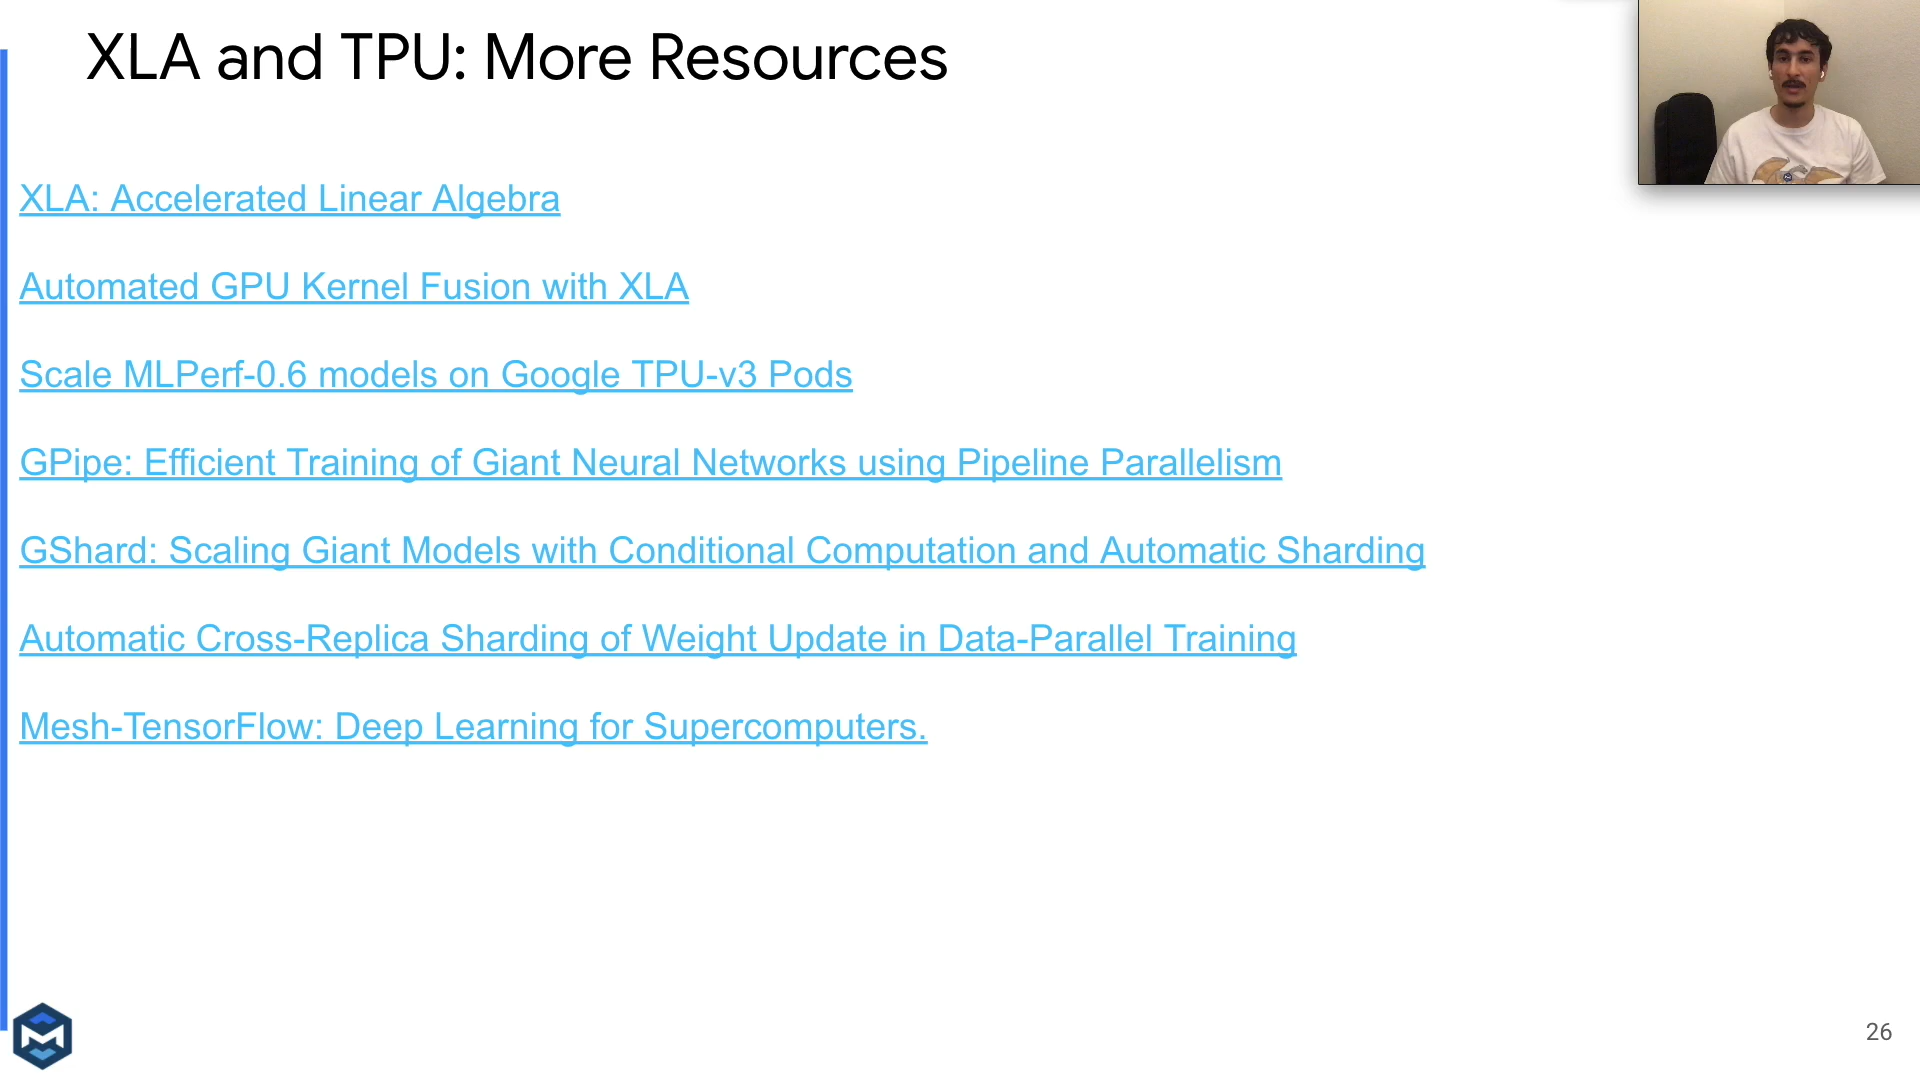 XLA and TPU: More Resources
XLA: Accelerated Linear Algebra
Automated GPU Kernel Fusion with XLA
Scale MLPerf-0.6 models on Google TPU-v3 Pods
GPipe: Efficient Training of Giant Neural Networks using Pipeline Parallelism
GShard: Scaling Giant Models with Conditional Computation and Automatic Sharding
Automatic Cross-Replica Sharding of Weight Update in Data-Parallel Training
Mesh-TensorFlow: Deep Learning for Supercomputers.
26